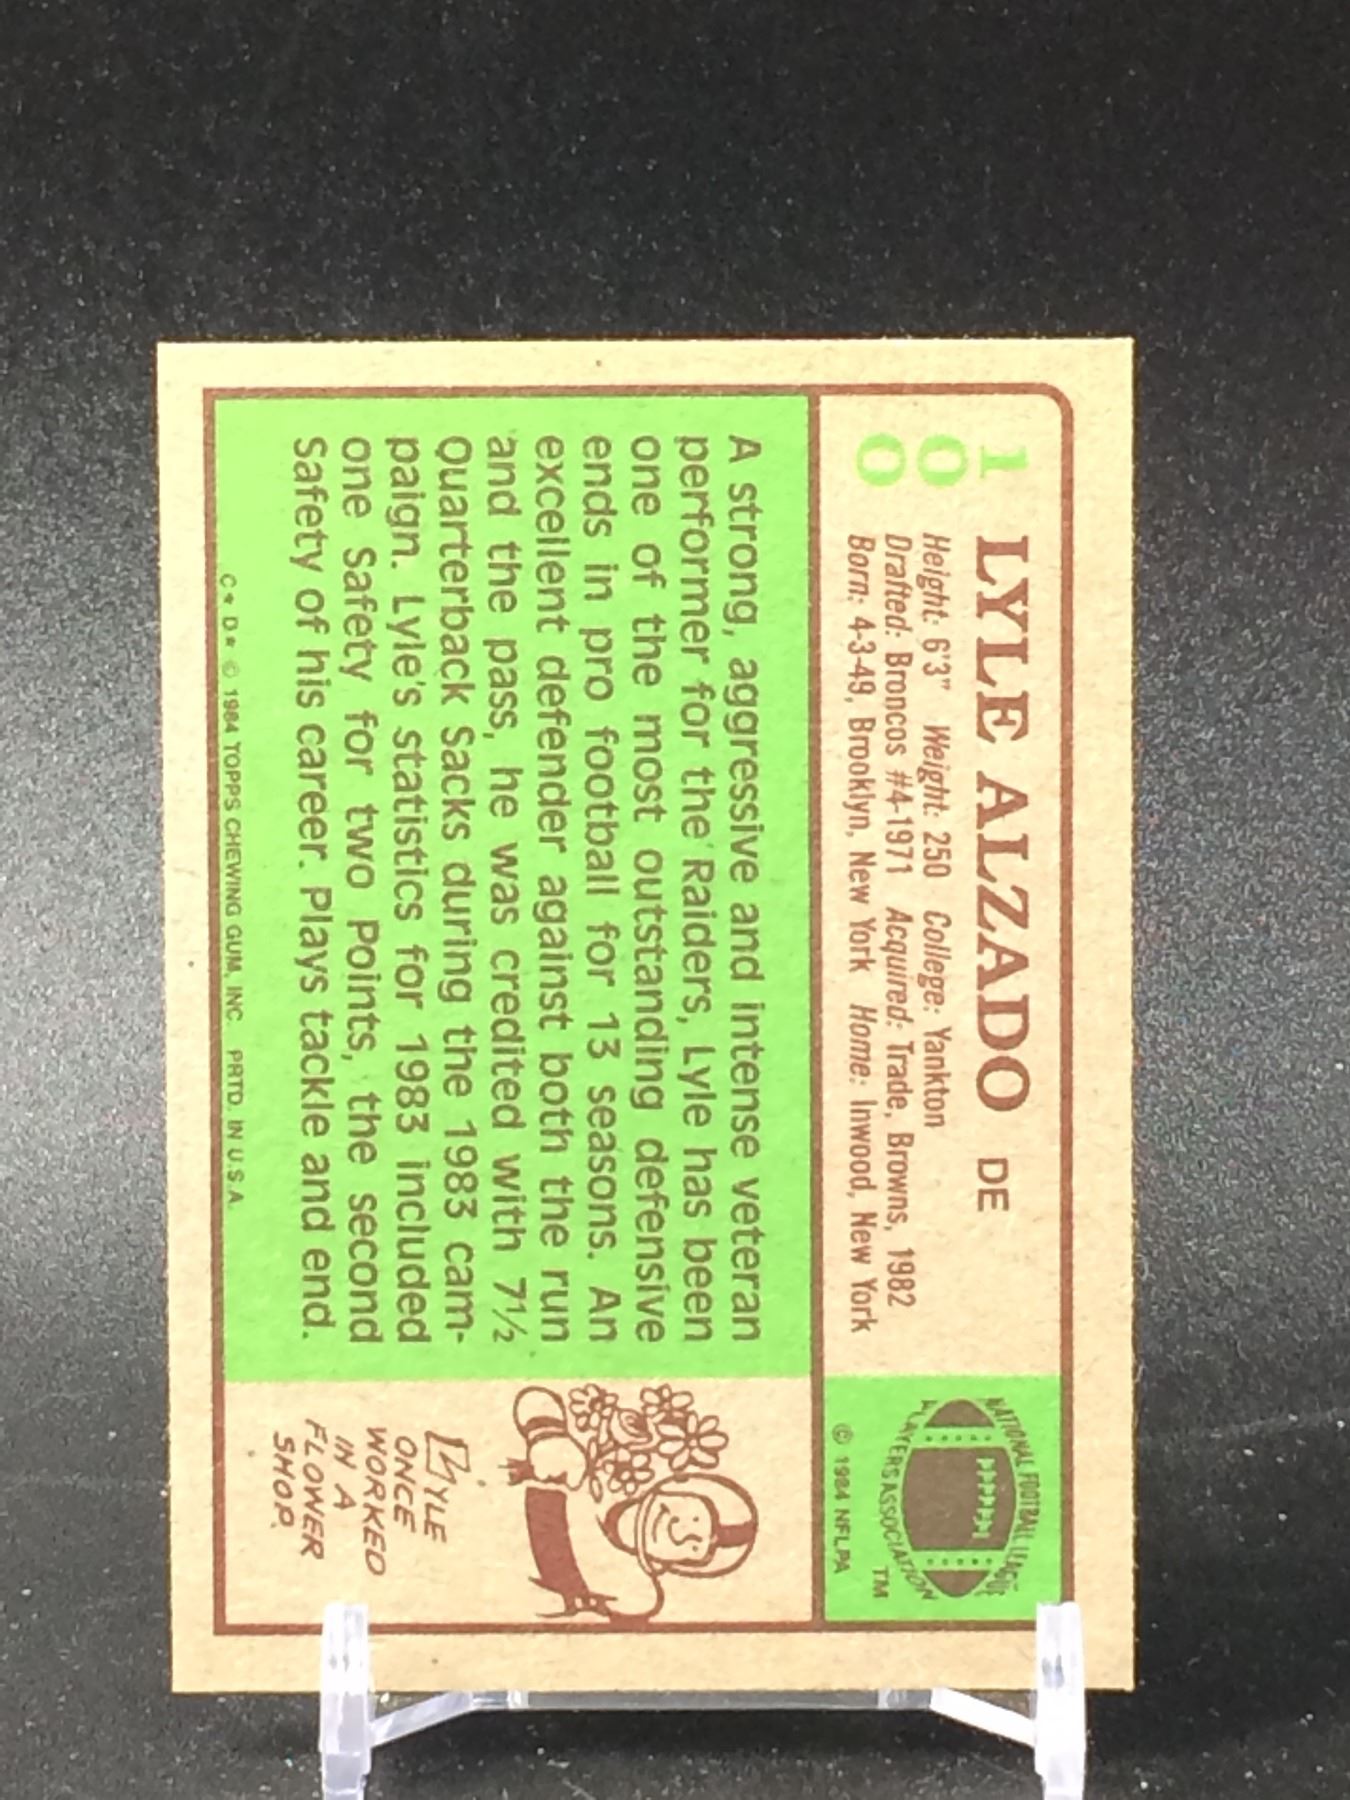 100
LYLE ALZADO DE
Height: 6'3" Weight: 250 College: Yankton
Drafted: Broncos #4-1971 Acquired: Trade, Browns, 1982
Born: 4-3-49, Brooklyn, New York Home: Inwood, New York
NATIONAL FOOTBALL LEAGUE
PLAYERS ASSOCIATION
TM
© 1984 NFLPA
A strong, aggressive and intense veteran
performer for the Raiders, Lyle has been
one of the most outstanding defensive
ends in pro football for 13 seasons. An
excellent defender against both the run
and the pass, he was credited with 7½
Quarterback Sacks during the 1983 cam-
paign. Lyle's statistics for 1983 included
one Safety for two Points, the second
Safety of his career. Plays tackle and end.
C * D * © 1984 TOPPS CHEWING GUM, INC. PRTD. IN U.S.A.
LYLE
ONCE
WORKED
IN A
FLOWER
SHOP.